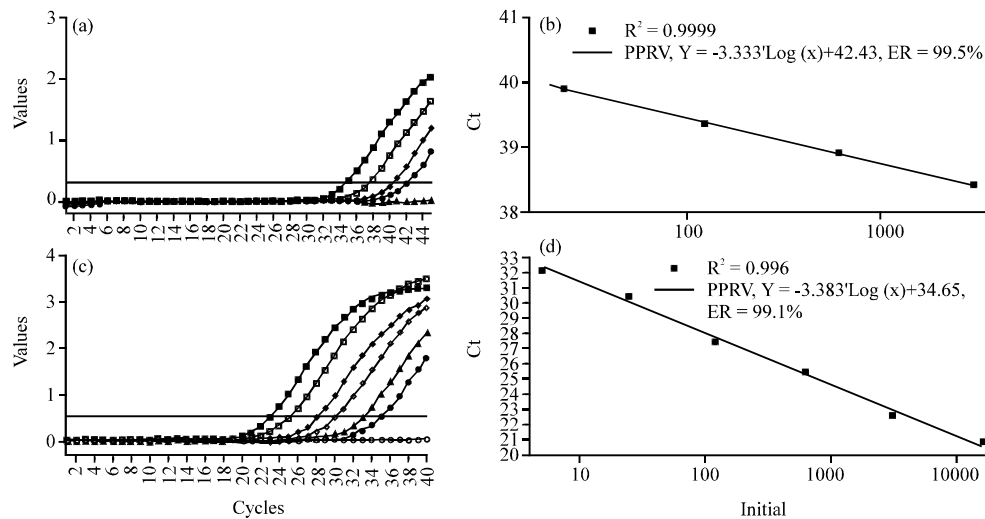 (a)
3
2
1
0
Values
2 4 6 8 10 12 14 16 18 20 22 24 26 28 30 32 34 36 38 40 42 44
(b)
R² = 0.9999
PPRV, Y = -3.333'Log (x)+42.43, ER = 99.5%
41
40
39
38
Ct
100 1000
(c)
4
3
2
1
0
Values
2 4 6 8 10 12 14 16 18 20 22 24 26 28 30 32 34 36 38 40
Cycles
(d)
R² = 0.996
PPRV, Y = -3.383'Log (x)+34.65,
ER = 99.1%
33
32
31
30
29
28
27
26
25
24
23
22
21
20
Ct
10 100 1000 10000
Initial